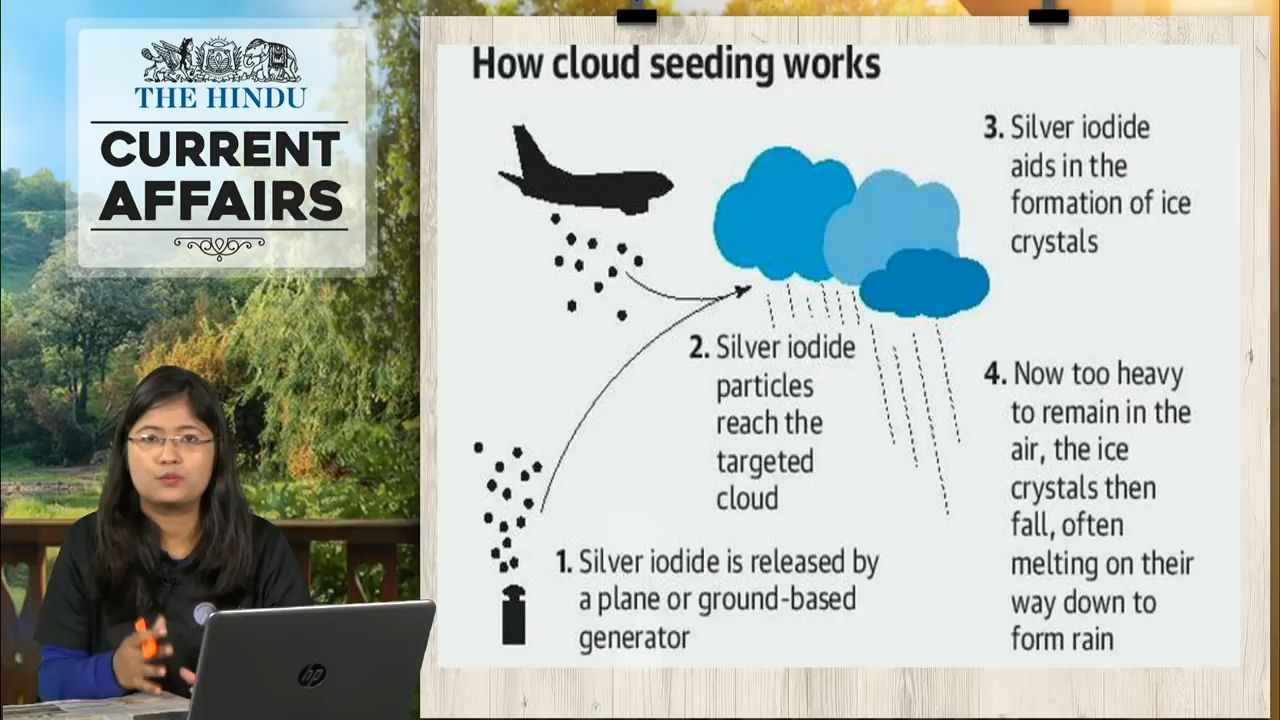 THE HINDU
CURRENT
AFFAIRS
How cloud seeding works
3. Silver iodide
aids in the
formation of ice
crystals
2. Silver iodide
particles
reach the
targeted
cloud
4. Now too heavy
to remain in the
air, the ice
crystals then
fall, often
melting on their
way down to
form rain
1. Silver iodide is released by
a plane or ground-based
generator
hp